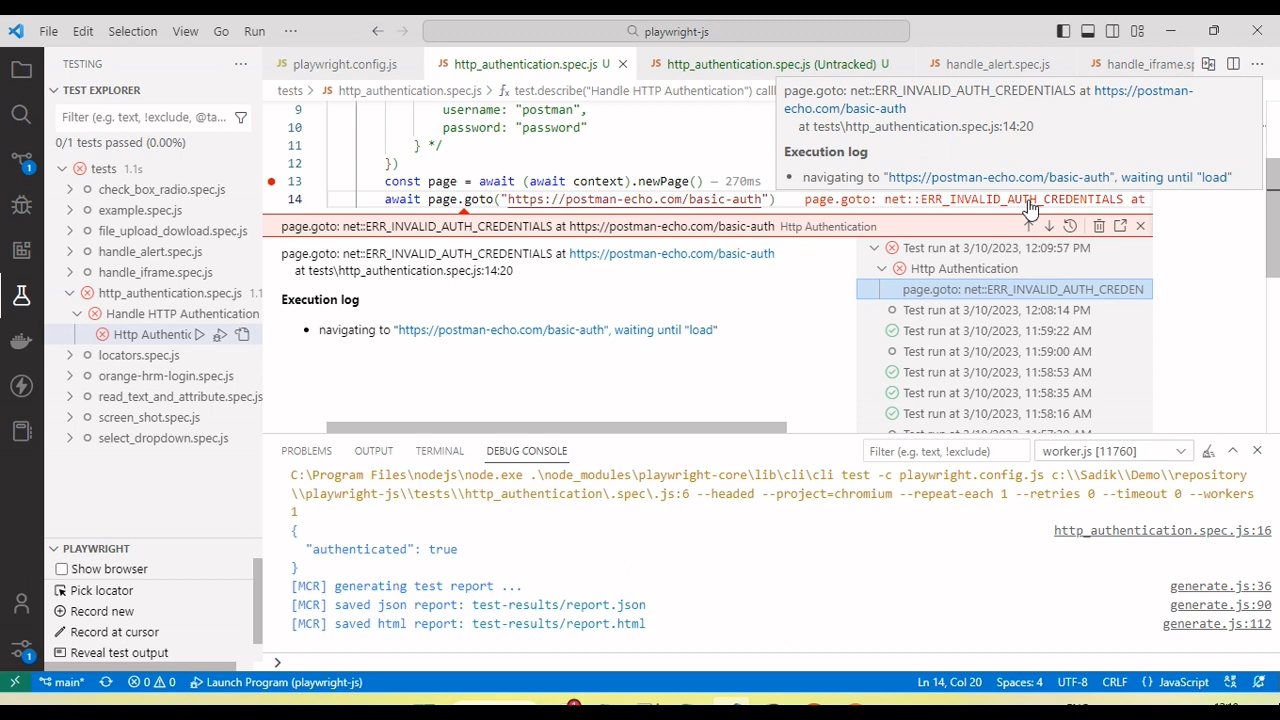 File Edit Selection View Go Run ··· playwright-js
TESTING ···
JS playwright.config.js
JS http_authentication.spec.js U
JS http_authentication.spec.js (Untracked) U
JS handle_alert.spec.js
JS handle_iframe.sp
TEST EXPLORER
Filter (e.g. text, !exclude, @ta...
0/1 tests passed (0.00%)
tests 1.1s
check_box_radio.spec.js
example.spec.js
file_upload_dowload.spec.js
handle_alert.spec.js
handle_iframe.spec.js
http_authentication.spec.js 1.1
Handle HTTP Authentication
Http Authentic
locators.spec.js
orange-hrm-login.spec.js
read_text_and_attribute.spec.js
screen_shot.spec.js
select_dropdown.spec.js
PLAYWRIGHT
Show browser
Pick locator
Record new
Record at cursor
Reveal test output
tests > JS http_authentication.spec.js > test.describe("Handle HTTP Authentication") call
9 username: "postman",
10 password: "password"
11 } */
12 })
13 const page = await (await context).newPage() — 270ms
14 await page.goto("https://postman-echo.com/basic-auth") page.goto: net::ERR_INVALID_AUTH_CREDENTIALS at
page.goto: net::ERR_INVALID_AUTH_CREDENTIALS at https://postman-
echo.com/basic-auth
at tests\http_authentication.spec.js:14:20
Execution log
• navigating to "https://postman-echo.com/basic-auth", waiting until "load"
page.goto: net::ERR_INVALID_AUTH_CREDENTIALS at https://postman-echo.com/basic-auth Http Authentication
page.goto: net::ERR_INVALID_AUTH_CREDENTIALS at https://postman-echo.com/basic-auth
at tests\http_authentication.spec.js:14:20
Execution log
• navigating to "https://postman-echo.com/basic-auth", waiting until "load"
Test run at 3/10/2023, 12:09:57 PM
Http Authentication
page.goto: net::ERR_INVALID_AUTH_CREDEN
Test run at 3/10/2023, 12:08:14 PM
Test run at 3/10/2023, 11:59:22 AM
Test run at 3/10/2023, 11:59:00 AM
Test run at 3/10/2023, 11:58:53 AM
Test run at 3/10/2023, 11:58:35 AM
Test run at 3/10/2023, 11:58:16 AM
PROBLEMS OUTPUT TERMINAL DEBUG CONSOLE Filter (e.g. text, !exclude) worker.js [11760]
C:\Program Files\nodejs\node.exe .\node_modules\playwright-core\lib\cli\cli test -c playwright.config.js c:\\Sadik\\Demo\\repository
\\playwright-js\\tests\\http_authentication\.spec\.js:6 --headed --project=chromium --repeat-each 1 --retries 0 --timeout 0 --workers
1
{ http_authentication.spec.js:16
"authenticated": true
}
[MCR] generating test report ... generate.js:36
[MCR] saved json report: test-results/report.json generate.js:90
[MCR] saved html report: test-results/report.html generate.js:112
main* 0 0 Launch Program (playwright-js) Ln 14, Col 20 Spaces: 4 UTF-8 CRLF {} JavaScript